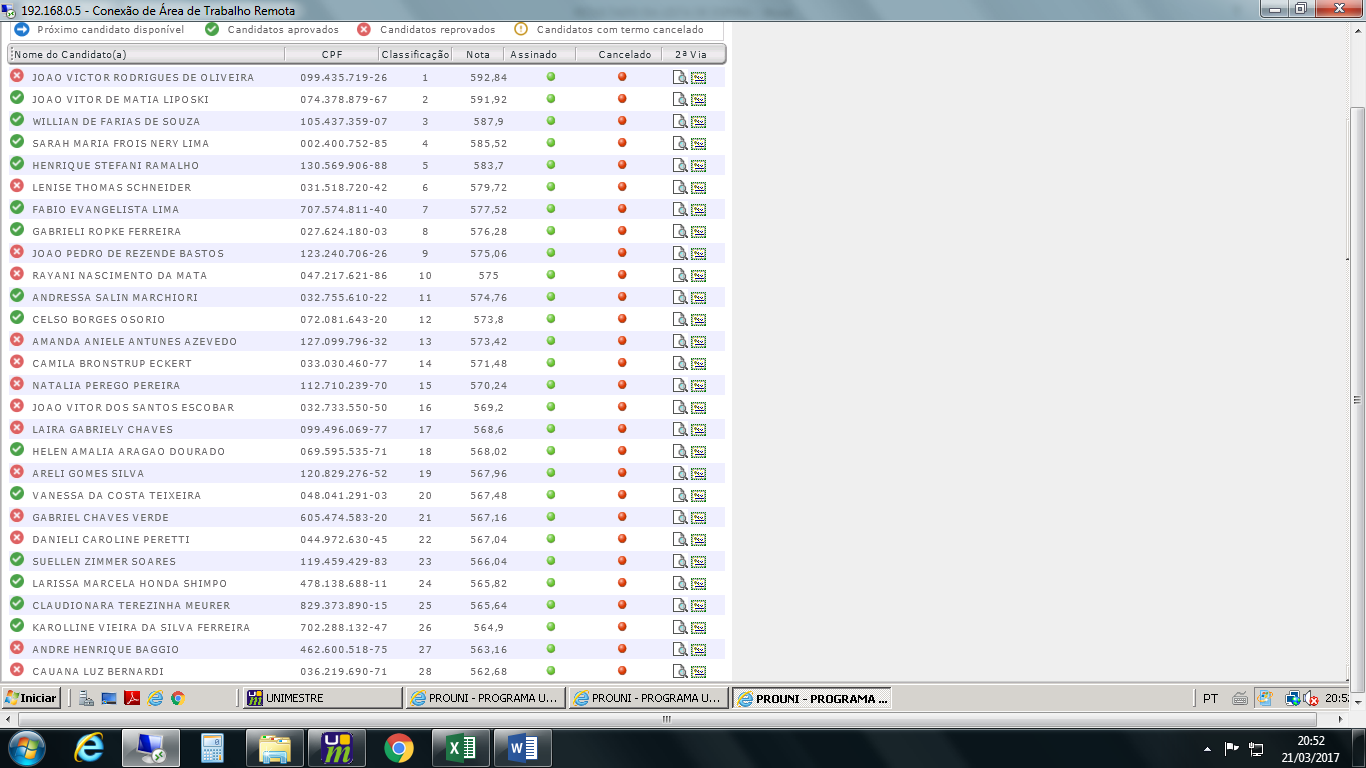 192.168.0.5 - Conexão de Área de Trabalho Remota
Próximo candidato disponível Candidatos aprovados Candidatos reprovados Candidatos com termo cancelado
Nome do Candidato(a) CPF Classificação Nota Assinado Cancelado 2ª Via
JOAO VICTOR RODRIGUES DE OLIVEIRA 099.435.719-26 1 592,84
JOAO VITOR DE MATIA LIPOSKI 074.378.879-67 2 591,92
WILLIAN DE FARIAS DE SOUZA 105.437.359-07 3 587,9
SARAH MARIA FROIS NERY LIMA 002.400.752-85 4 585,52
HENRIQUE STEFANI RAMALHO 130.569.906-88 5 583,7
LENISE THOMAS SCHNEIDER 031.518.720-42 6 579,72
FABIO EVANGELISTA LIMA 707.574.811-40 7 577,52
GABRIELI ROPKE FERREIRA 027.624.180-03 8 576,28
JOAO PEDRO DE REZENDE BASTOS 123.240.706-26 9 575,06
RAYANI NASCIMENTO DA MATA 047.217.621-86 10 575
ANDRESSA SALIN MARCHIORI 032.755.610-22 11 574,76
CELSO BORGES OSORIO 072.081.643-20 12 573,8
AMANDA ANIELE ANTUNES AZEVEDO 127.099.796-32 13 573,42
CAMILA BRONSTRUP ECKERT 033.030.460-77 14 571,48
NATALIA PEREGO PEREIRA 112.710.239-70 15 570,24
JOAO VITOR DOS SANTOS ESCOBAR 032.733.550-50 16 569,2
LAIRA GABRIELY CHAVES 099.496.069-77 17 568,6
HELEN AMALIA ARAGAO DOURADO 069.595.535-71 18 568,02
ARELI GOMES SILVA 120.829.276-52 19 567,96
VANESSA DA COSTA TEIXEIRA 048.041.291-03 20 567,48
GABRIEL CHAVES VERDE 605.474.583-20 21 567,16
DANIELI CAROLINE PERETTI 044.972.630-45 22 567,04
SUELLEN ZIMMER SOARES 119.459.429-83 23 566,04
LARISSA MARCELA HONDA SHIMPO 478.138.688-11 24 565,82
CLAUDIONARA TEREZINHA MEURER 829.373.890-15 25 565,64
KAROLLINE VIEIRA DA SILVA FERREIRA 702.288.132-47 26 564,9
ANDRE HENRIQUE BAGGIO 462.600.518-75 27 563,16
CAUANA LUZ BERNARDI 036.219.690-71 28 562,68
Iniciar UNIMESTRE PROUNI - PROGRAMA U... PROUNI - PROGRAMA U... PROUNI - PROGRAMA ... PT 20:52
20:52
21/03/2017